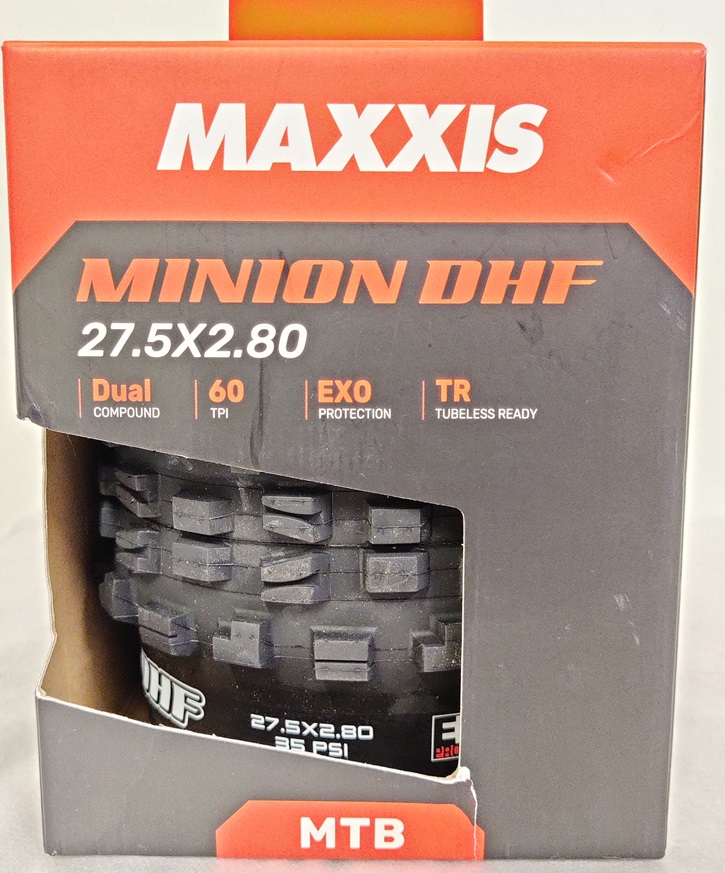 MAXXIS
MINION DHF
27.5X2.80
Dual 60 EXO TR
COMPOUND TPI PROTECTION TUBELESS READY
DHF
27.5X2.80
35 PSI
MTB